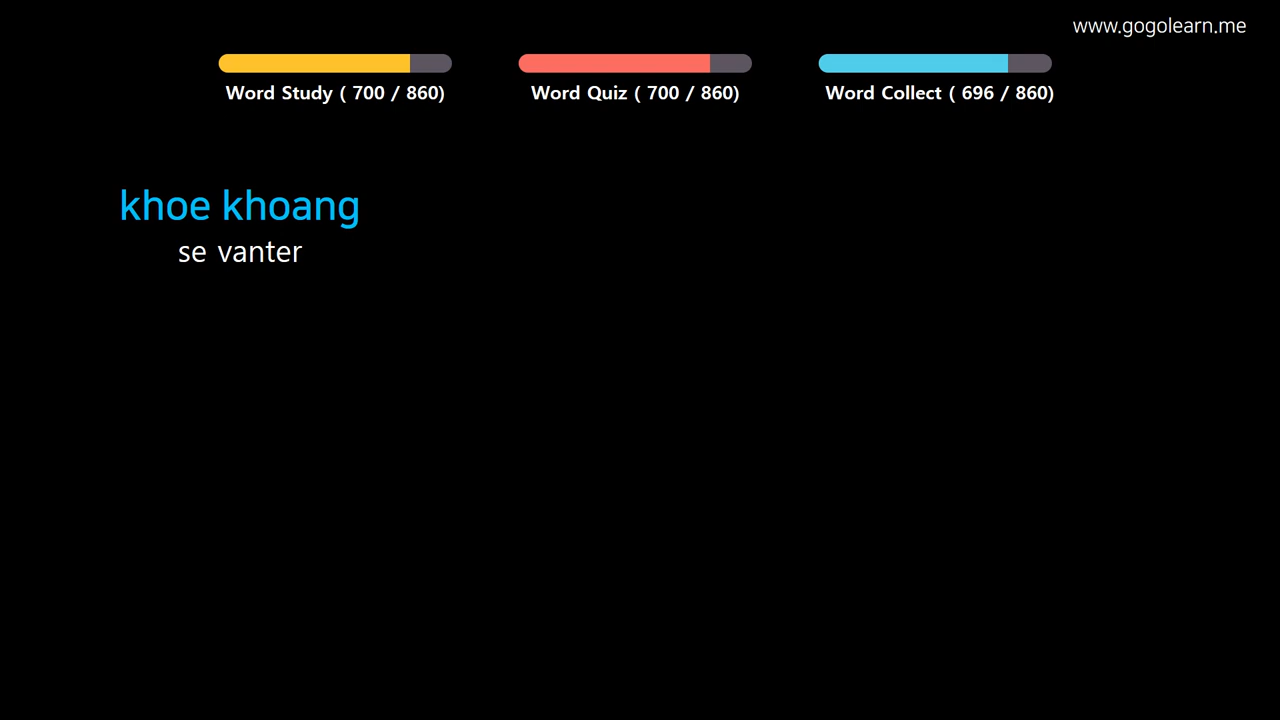 www.gogolearn.me
Word Study ( 700 / 860)
Word Quiz ( 700 / 860)
Word Collect ( 696 / 860)
khoe khoang
se vanter